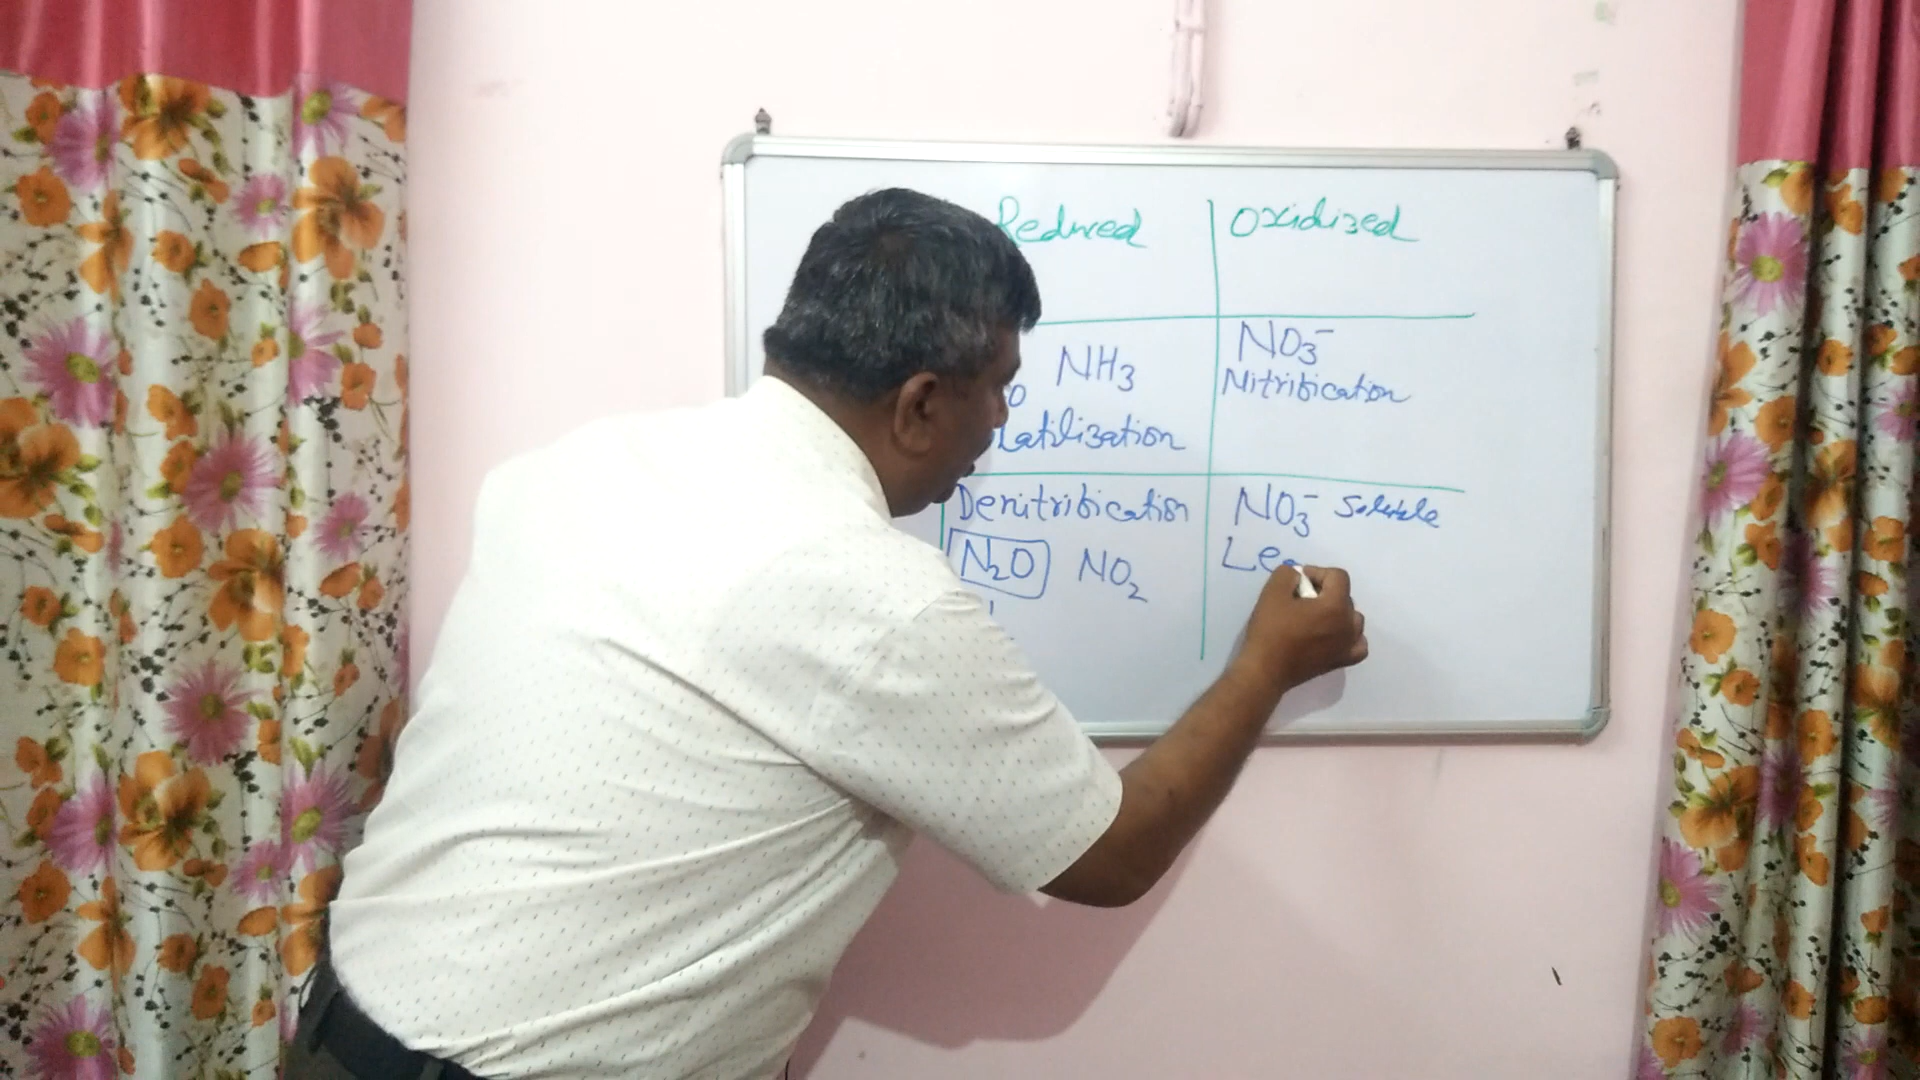 Reduced Oxidized
NH3 NO3-
Nitrification
Denitrification NO3- Soluble
N2O NO2